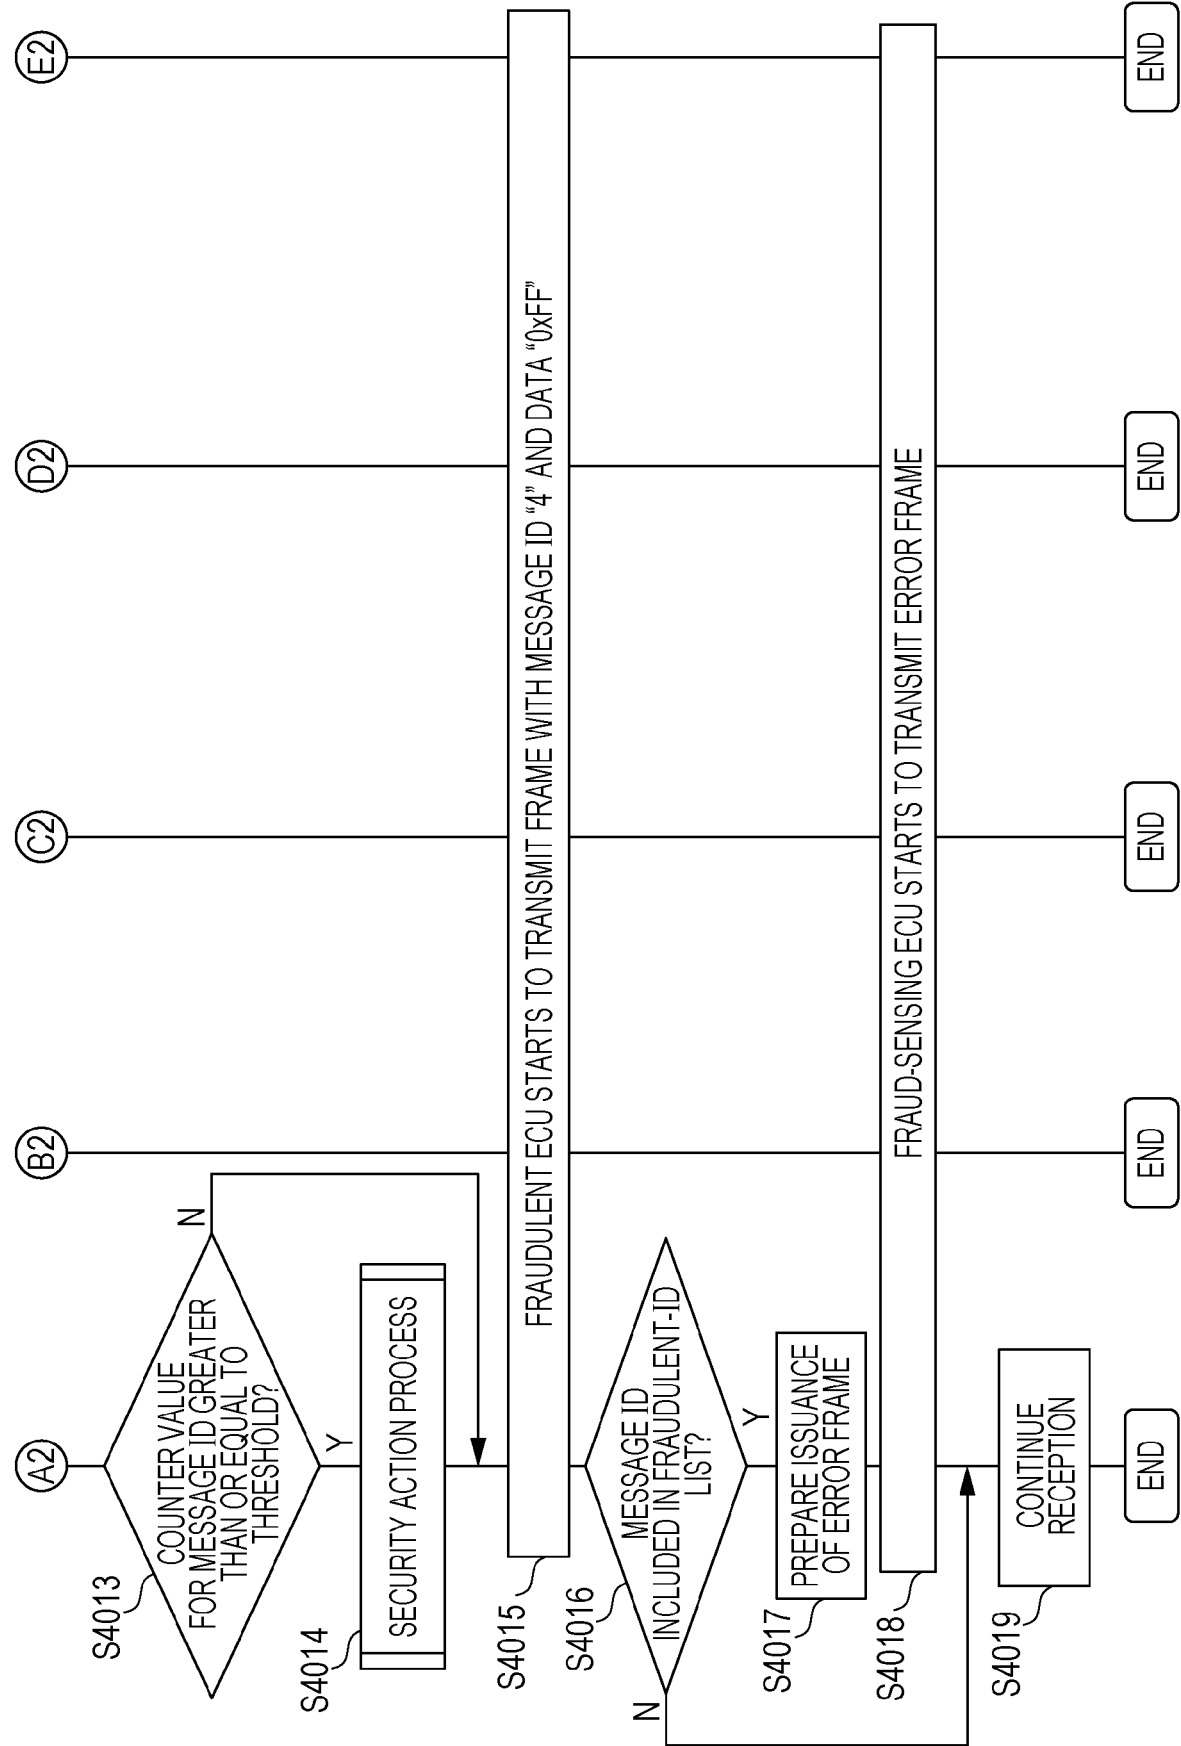 A2
B2
C2
D2
E2
S4013
COUNTER VALUE
FOR MESSAGE ID GREATER
THAN OR EQUAL TO
THRESHOLD?
N
Y
S4014
SECURITY ACTION PROCESS
S4015
FRAUDULENT ECU STARTS TO TRANSMIT FRAME WITH MESSAGE ID “4” AND DATA “0xFF”
S4016
MESSAGE ID
INCLUDED IN FRAUDULENT-ID
LIST?
N
Y
S4017
PREPARE ISSUANCE
OF ERROR FRAME
S4018
FRAUD-SENSING ECU STARTS TO TRANSMIT ERROR FRAME
S4019
CONTINUE
RECEPTION
END
END
END
END
END